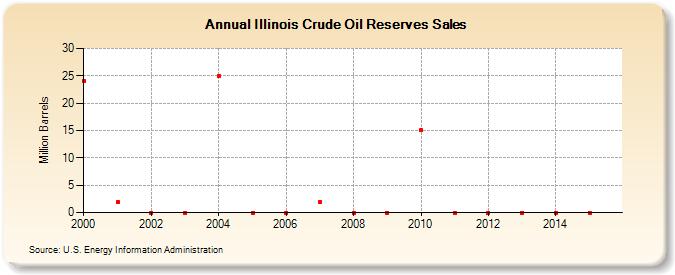 Annual Illinois Crude Oil Reserves Sales
Million Barrels
30
25
20
15
10
5
0
2000 2002 2004 2006 2008 2010 2012 2014
Source: U.S. Energy Information Administration